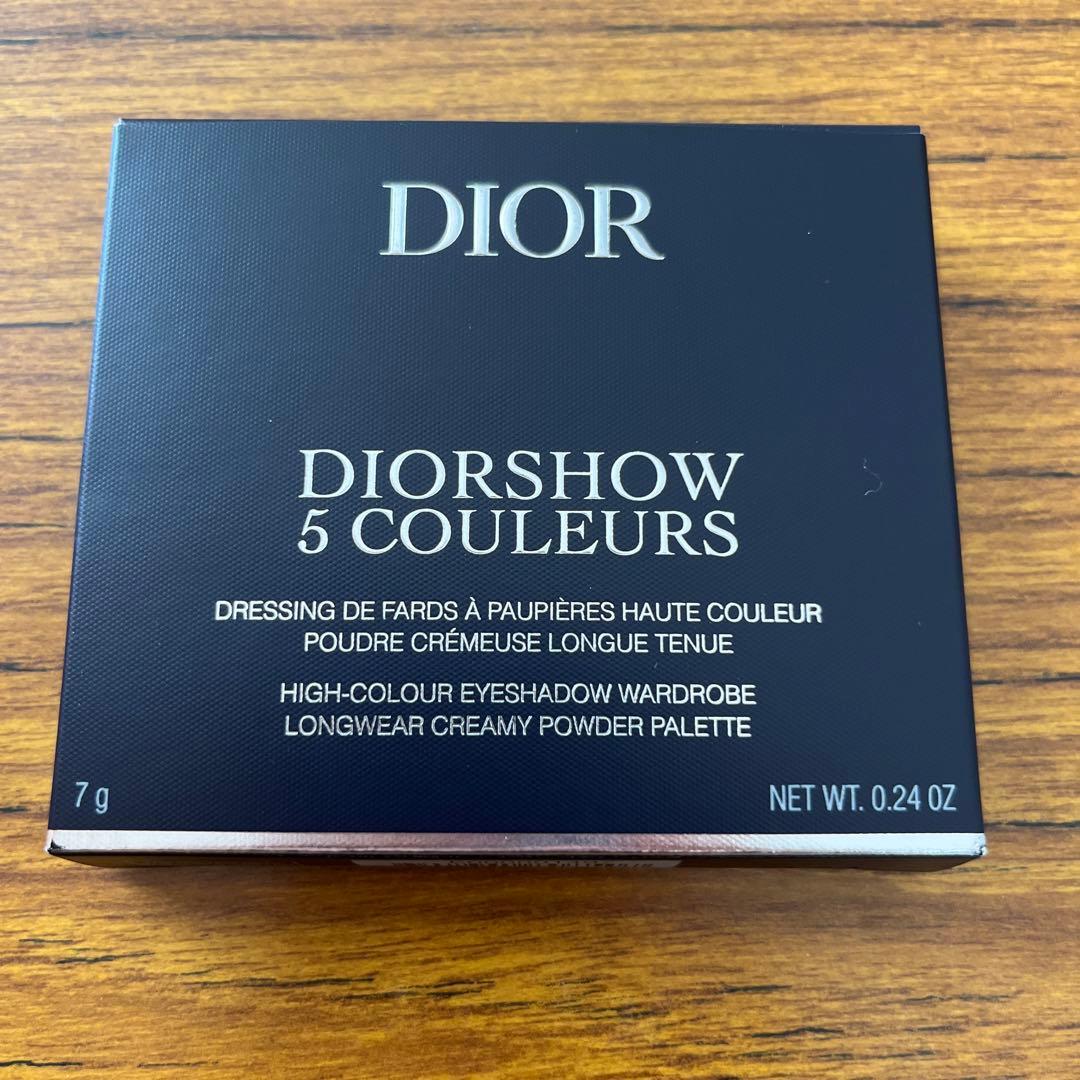 DIOR
DIORSHOW
5 COULEURS
DRESSING DE FARDS À PAUPIÈRES HAUTE COULEUR
POUDRE CRÉMEUSE LONGUE TENUE
HIGH-COLOUR EYESHADOW WARDROBE
LONGWEAR CREAMY POWDER PALETTE
7 g
NET WT. 0.24 OZ